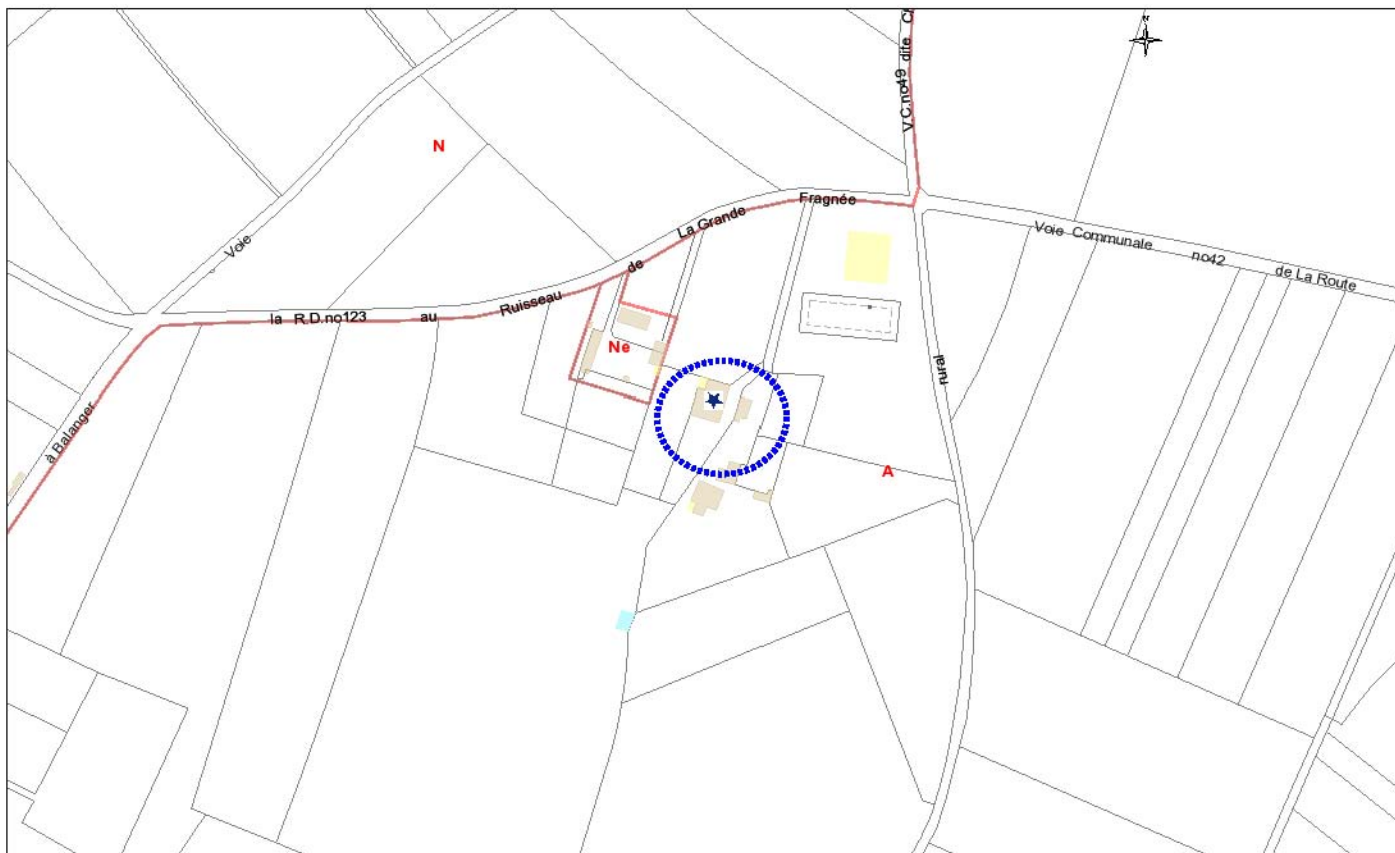 N
V.C.no49 dite
Voie
La Grande
Fragnée
Voie Communale
no42
de La Route
de
Ruisseau
la R.D.no123
au
Ne
rural
à Balanger
A